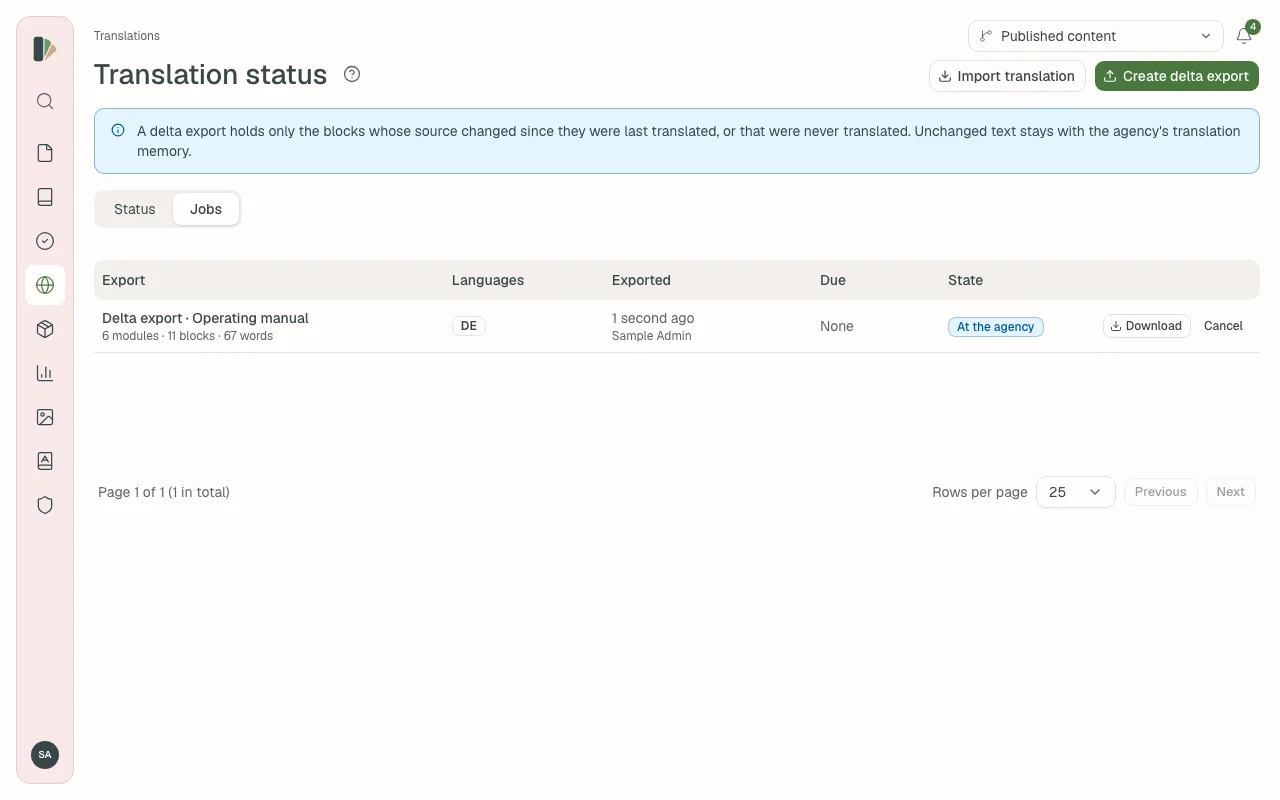 Translations
Published content
4
Translation status
Import translation
Create delta export
A delta export holds only the blocks whose source changed since they were last translated, or that were never translated. Unchanged text stays with the agency's translation
memory.
Status
Jobs
Export
Languages
Exported
Due
State
Delta export · Operating manual
6 modules · 11 blocks · 67 words
DE
1 second ago
Sample Admin
None
At the agency
Download
Cancel
Page 1 of 1 (1 in total)
Rows per page
25
Previous
Next
SA